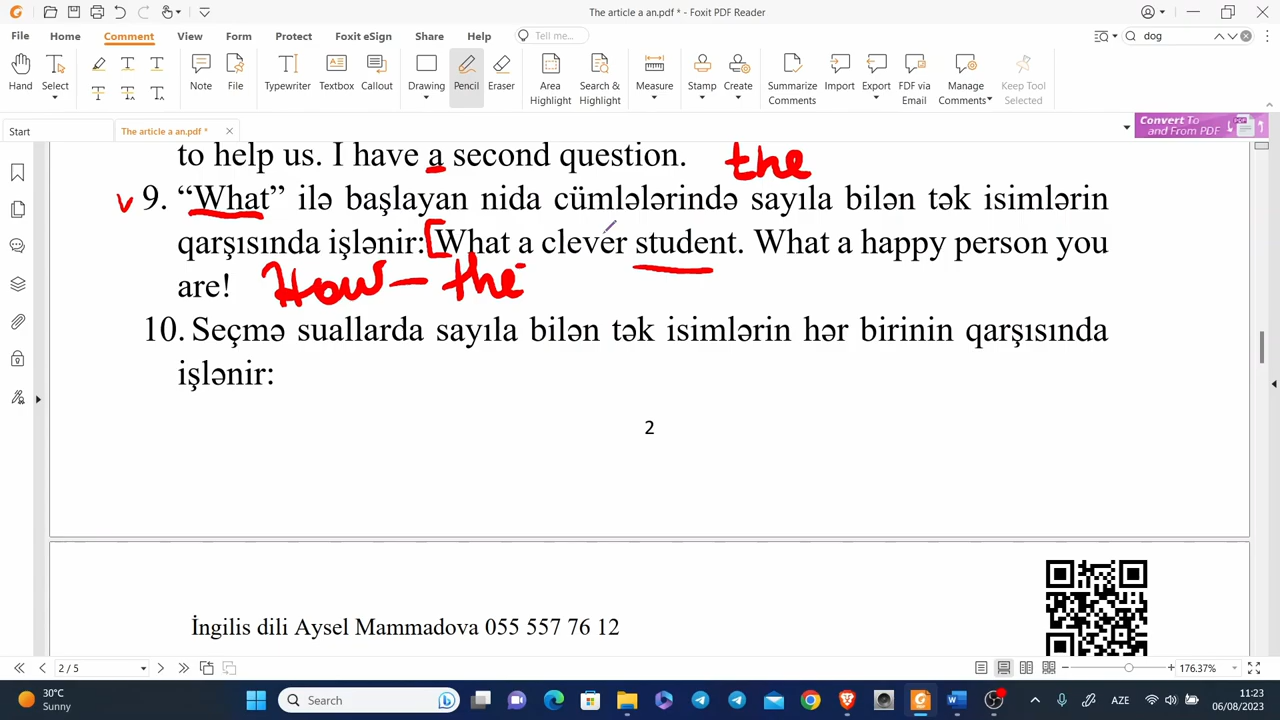 The article a an.pdf * - Foxit PDF Reader
File Home Comment View Form Protect Foxit eSign Share Help Tell me... dog
Hand Select Note File Typewriter Textbox Callout Drawing Pencil Eraser Area Highlight Search & Highlight Measure Stamp Create Summarize Comments Import Export FDF via Email Manage Comments Keep Tool Selected
Start The article a an.pdf * Convert To and From PDF
to help us. I have a second question. the
v 9. “What” ilə başlayan nida cümlələrində sayıla bilən tək isimlərin
qarşısında işlənir: [What a clever student. What a happy person you
are! How – the
10. Seçmə suallarda sayıla bilən tək isimlərin hər birinin qarşısında
işlənir:
2
İngilis dili Aysel Mammadova 055 557 76 12
2 / 5 176.37%
30°C
Sunny
Search
AZE
11:23
06/08/2023